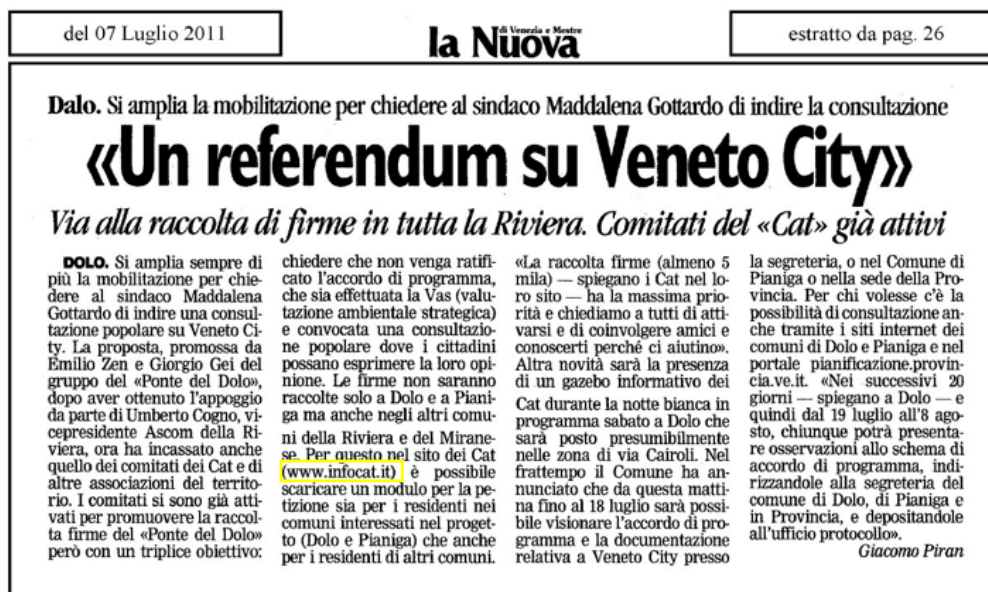 del 07 Luglio 2011
la Nuova
di Venezia e Mestre
estratto da pag. 26
Dalo. Si amplia la mobilitazione per chiedere al sindaco Maddalena Gottardo di indire la consultazione
«Un referendum su Veneto City»
Via alla raccolta di firme in tutta la Riviera. Comitati del «Cat» già attivi
DOLO. Si amplia sempre di
più la mobilitazione per chie-
dere al sindaco Maddalena
Gottardo di indire una consul-
tazione popolare su Veneto Ci-
ty. La proposta, promossa da
Emilio Zen e Giorgio Gei del
gruppo del «Ponte del Dolo»,
dopo aver ottenuto l'appoggio
da parte di Umberto Cogno, vi-
cepresidente Ascom della Ri-
viera, ora ha incassato anche
quello dei comitati dei Cat e di
altre associazioni del territo-
rio. I comitati si sono già atti-
vati per promuovere la raccol-
ta firme del «Ponte del Dolo»
però con un triplice obiettivo:
chiedere che non venga ratifi-
cato l'accordo di programma,
che sia effettuata la Vas (valu-
tazione ambientale strategica)
e convocata una consultazio-
ne popolare dove i cittadini
possano esprimere la loro opi-
nione. Le firme non saranno
raccolte solo a Dolo e a Piani-
ga ma anche negli altri comu-
ni della Riviera e del Mirane-
se. Per questo nel sito dei Cat
(www.infocat.it) è possibile
scaricare un modulo per la pe-
tizione sia per i residenti nei
comuni interessati nel proget-
to (Dolo e Pianiga) che anche
per i residenti di altri comuni.
«La raccolta firme (almeno 5
mila) — spiegano i Cat nel lo-
ro sito — ha la massima prio-
rità e chiediamo a tutti di atti-
varsi e di coinvolgere amici e
conoscerti perché ci aiutino».
Altra novità sarà la presenza
di un gazebo informativo dei
Cat durante la notte bianca in
programma sabato a Dolo che
sarà posto presumibilmente
nelle zona di via Cairoli. Nel
frattempo il Comune ha an-
nunciato che da questa matti-
na fino al 18 luglio sarà possi-
bile visionare l'accordo di pro-
gramma e la documentazione
relativa a Veneto City presso
la segreteria, o nel Comune di
Pianiga o nella sede della Pro-
vincia. Per chi volesse c'è la
possibilità di consultazione an-
che tramite i siti internet dei
comuni di Dolo e Pianiga e nel
portale pianificazione.provin-
cia.ve.it. «Nei successivi 20
giorni — spiegano a Dolo — e
quindi dal 19 luglio all'8 ago-
sto, chiunque potrà presenta-
re osservazioni allo schema di
accordo di programma, indi-
rizzandole alla segreteria del
comune di Dolo, di Pianiga e
in Provincia, e depositandole
all'ufficio protocollo».
Giacomo Piran